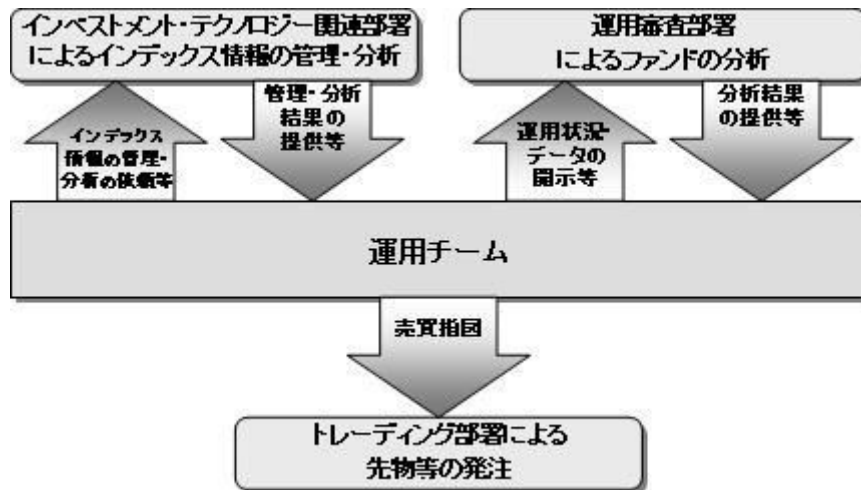 インベストメント・テクノロジー関連部署
によるインデックス情報の管理・分析
運用審査部署
によるファンドの分析
インデックス
情報の管理・
分析の依頼等
管理・分析
結果の
提供等
運用状況・
データの
開示等
分析結果
の提供等
運用チーム
売買指図
トレーディング部署による
先物等の発注